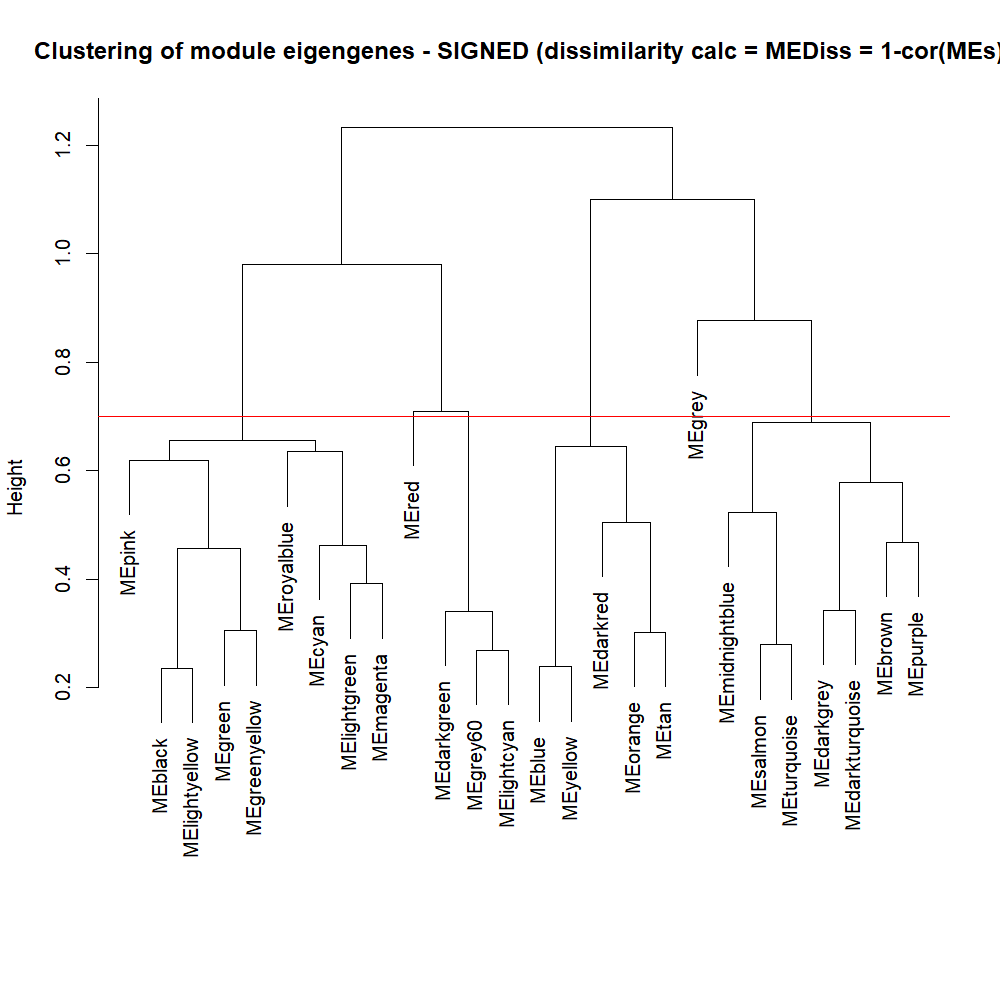 Clustering of module eigengenes - SIGNED (dissimilarity calc = MEDiss = 1-cor(MEs)
Height
1.2
1.0
0.8
0.6
0.4
0.2
MEpink
MEblack
MElightyellow
MEgreen
MEgreenyellow
MEroyalblue
MEcyan
MElightgreen
MEmagenta
MEred
MEdarkgreen
MEgrey60
MElightcyan
MEblue
MEyellow
MEdarkred
MEorange
MEtan
MEgrey
MEmidnightblue
MEsalmon
MEturquoise
MEdarkgrey
MEdarkturquoise
MEbrown
MEpurple